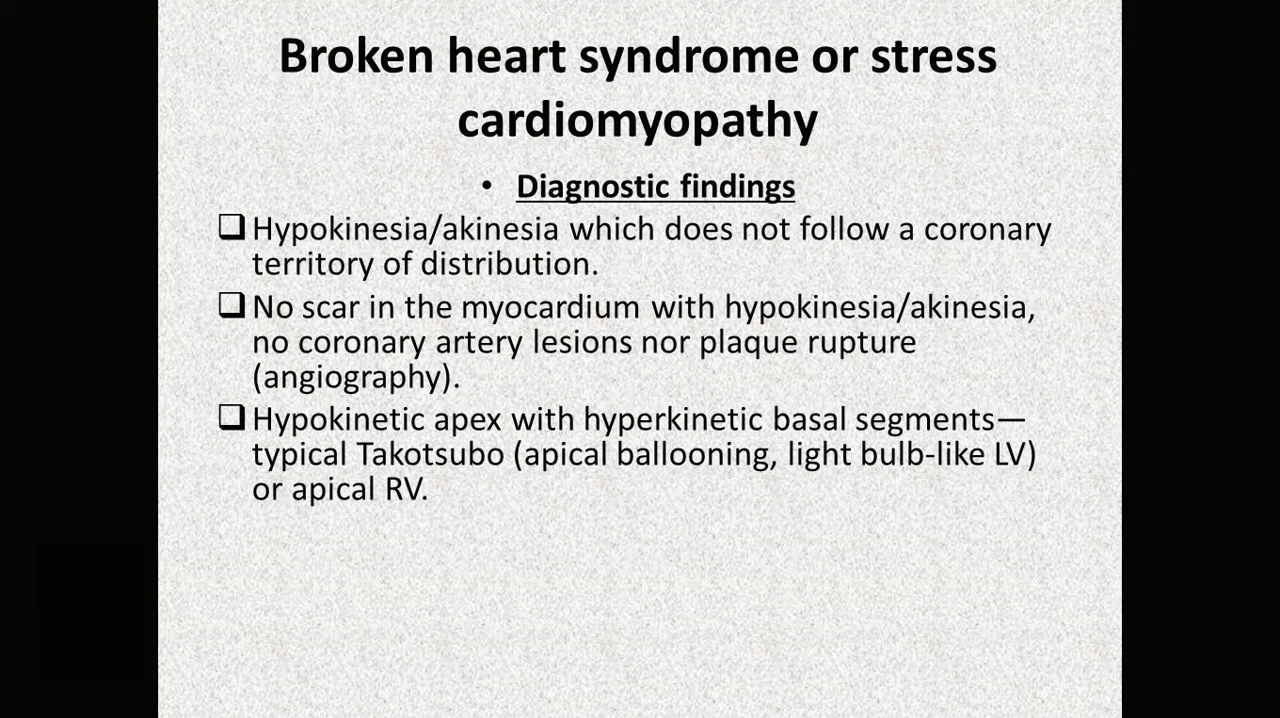 Broken heart syndrome or stress
cardiomyopathy
• Diagnostic findings
❑ Hypokinesia/akinesia which does not follow a coronary
territory of distribution.
❑ No scar in the myocardium with hypokinesia/akinesia,
no coronary artery lesions nor plaque rupture
(angiography).
❑ Hypokinetic apex with hyperkinetic basal segments—
typical Takotsubo (apical ballooning, light bulb-like LV)
or apical RV.